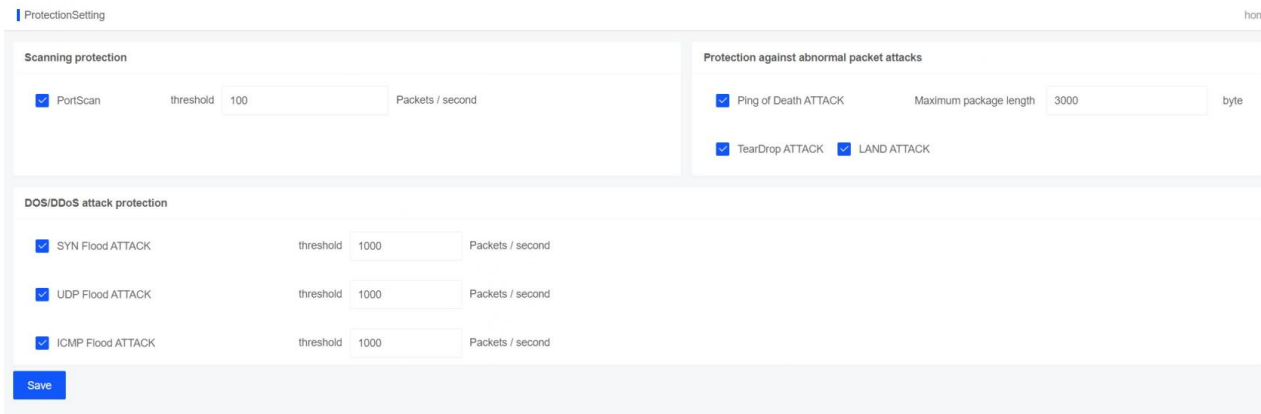 ProtectionSetting
Scanning protection
PortScan threshold 100 Packets / second
Protection against abnormal packet attacks
Ping of Death ATTACK Maximum package length 3000 byte
TearDrop ATTACK LAND ATTACK
DOS/DDoS attack protection
SYN Flood ATTACK threshold 1000 Packets / second
UDP Flood ATTACK threshold 1000 Packets / second
ICMP Flood ATTACK threshold 1000 Packets / second
Save